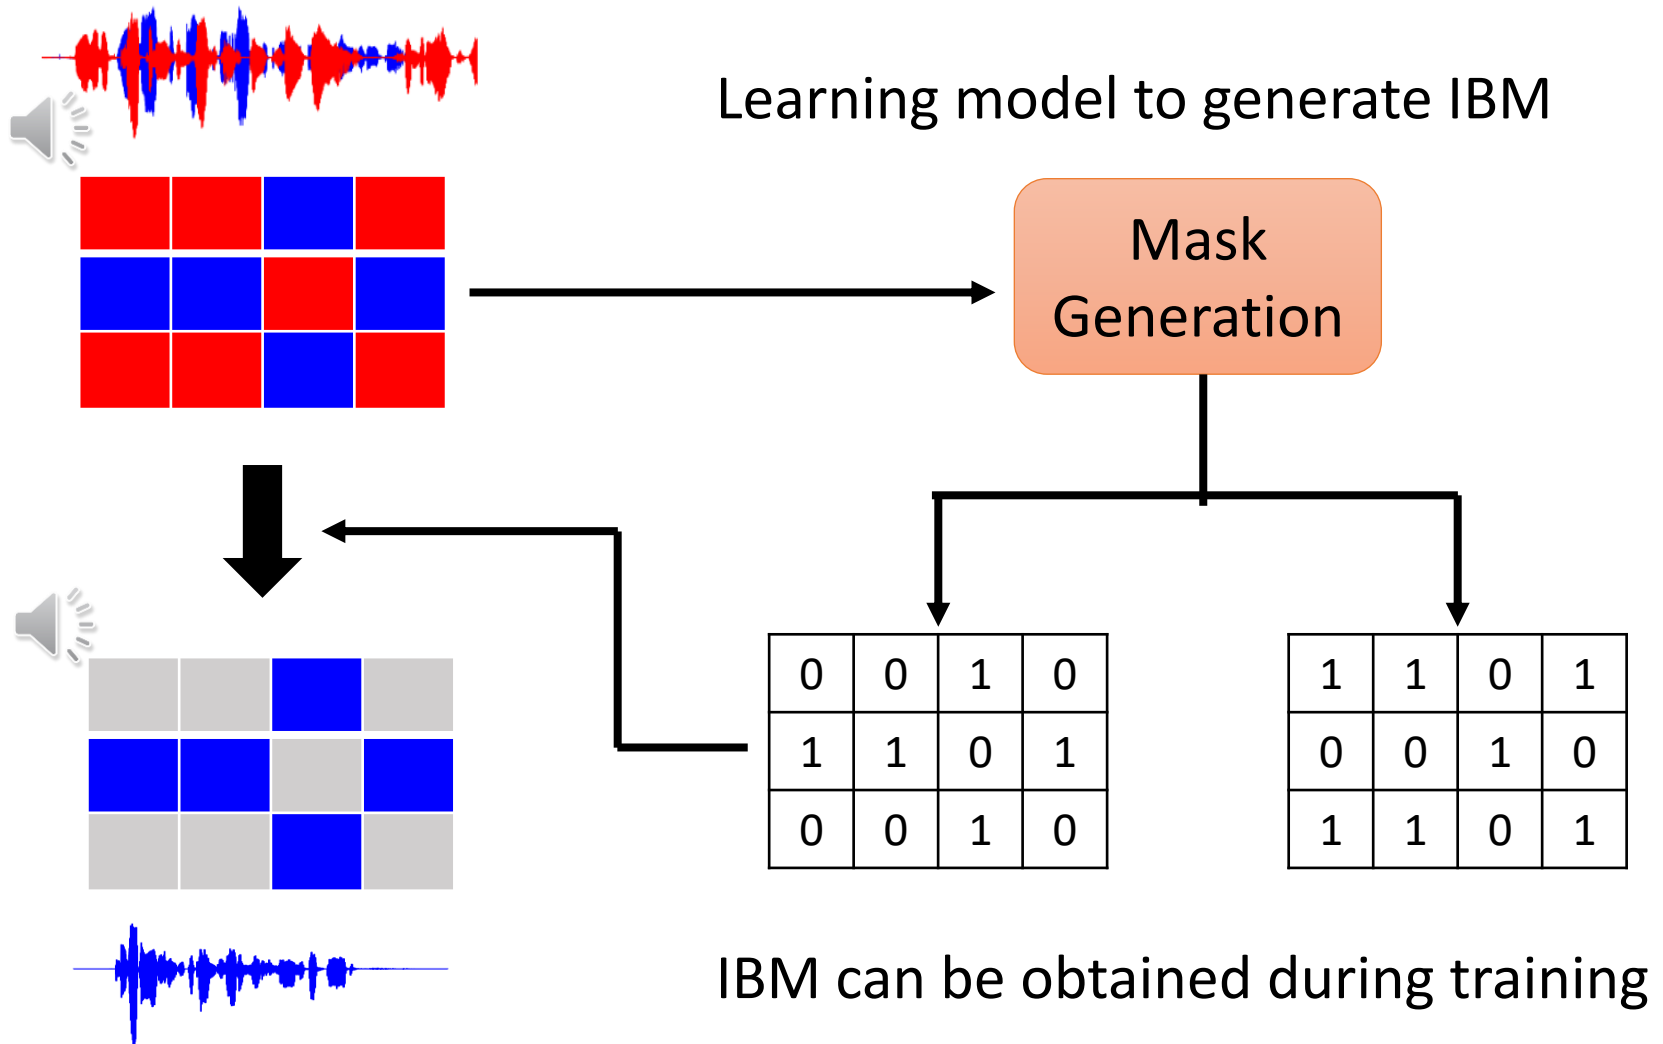 Learning model to generate IBM
Mask
Generation
0 0 1 0
1 1 0 1
0 0 1 0
1 1 0 1
0 0 1 0
1 1 0 1
IBM can be obtained during training